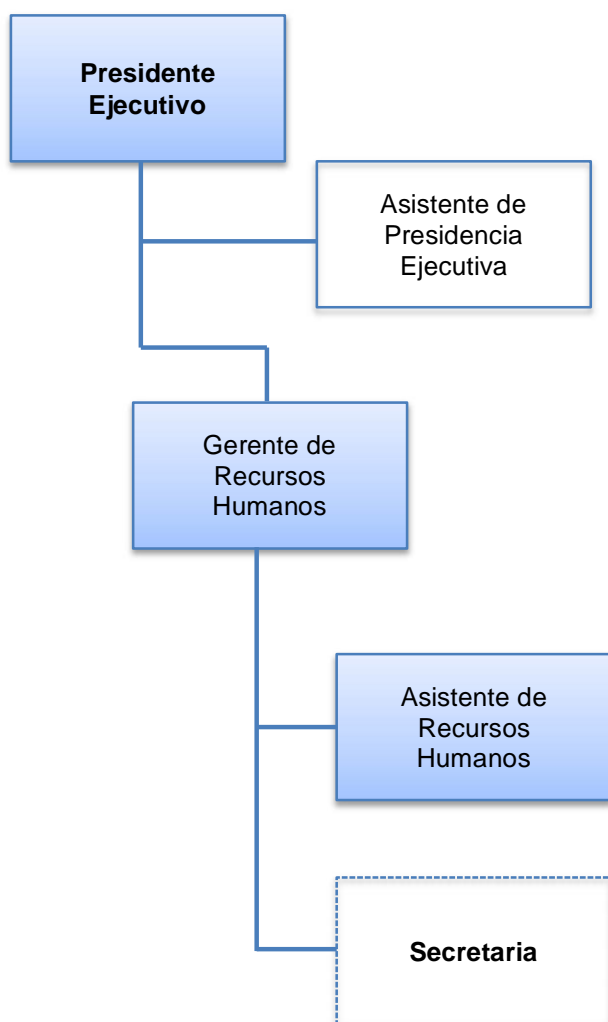 Presidente
Ejecutivo
Asistente de
Presidencia
Ejecutiva
Gerente de
Recursos
Humanos
Asistente de
Recursos
Humanos
Secretaria